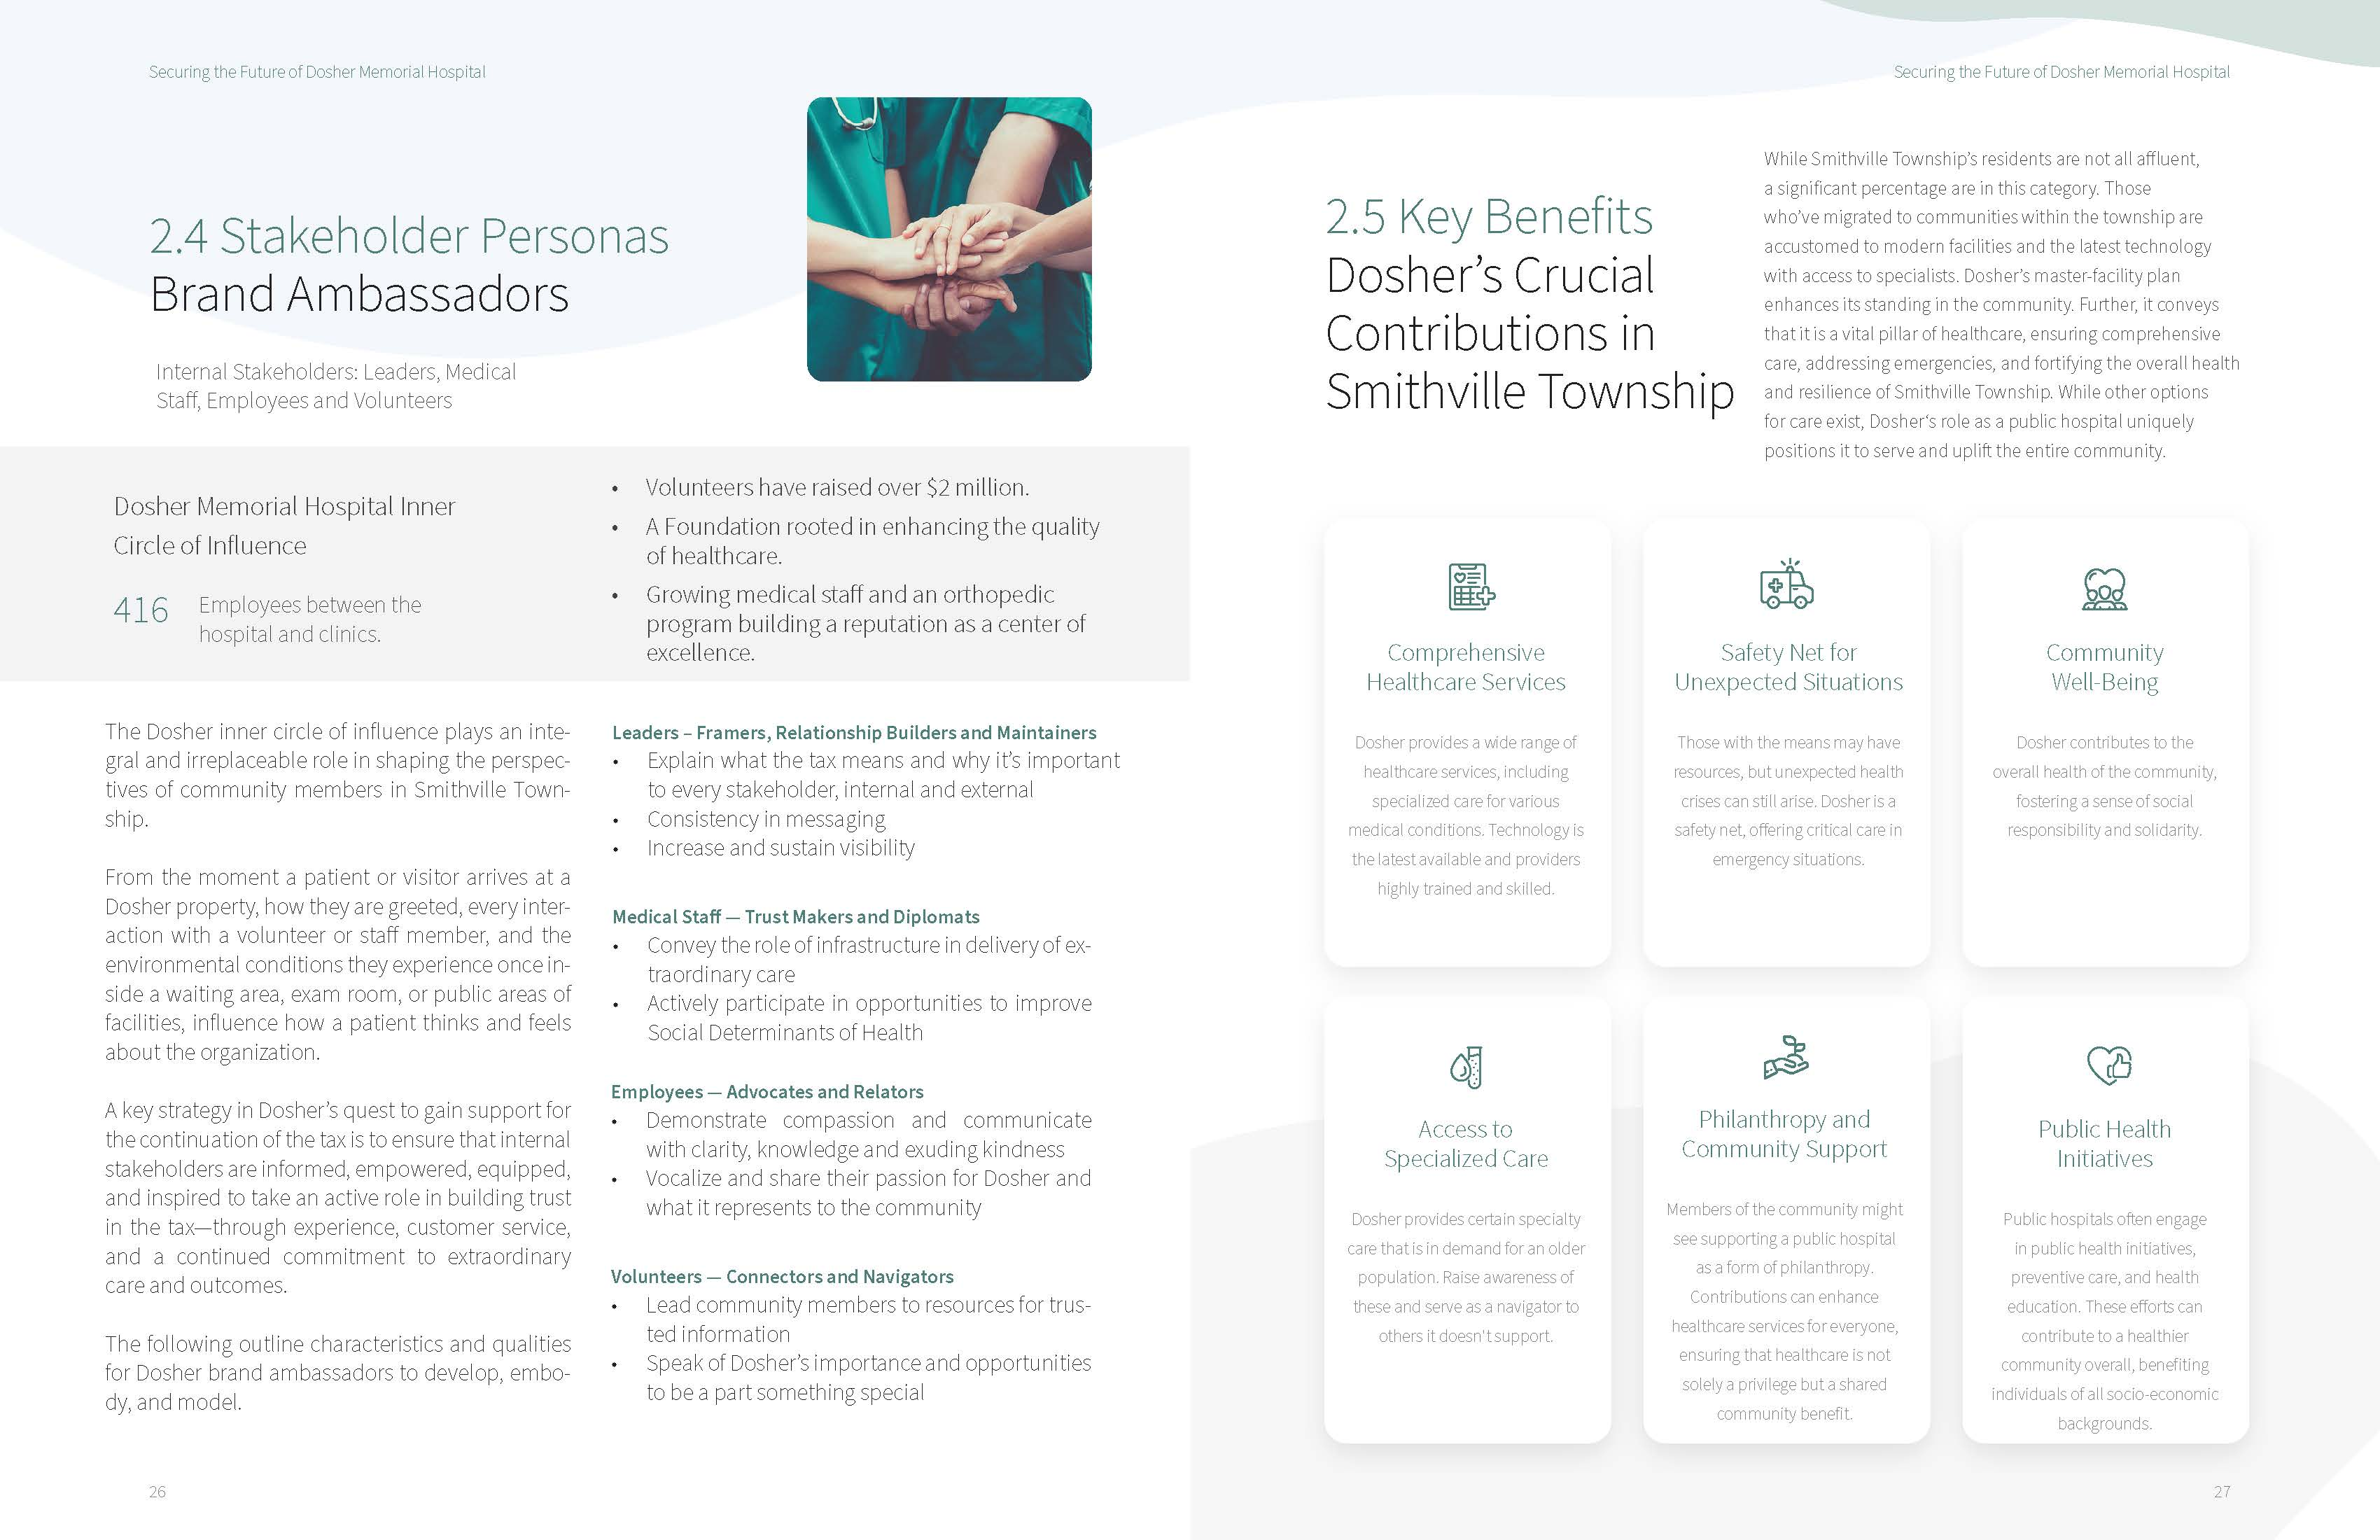 Securing the Future of Dosher Memorial Hospital
2.4 Stakeholder Personas
Brand Ambassadors
Internal Stakeholders: Leaders, Medical
Staff, Employees and Volunteers
Dosher Memorial Hospital Inner
Circle of Influence
416
Employees between the
hospital and clinics.
• Volunteers have raised over $2 million.
• A Foundation rooted in enhancing the quality
of healthcare.
• Growing medical staff and an orthopedic
program building a reputation as a center of
excellence.
The Dosher inner circle of influence plays an inte-
gral and irreplaceable role in shaping the perspec-
tives of community members in Smithville Town-
ship.
From the moment a patient or visitor arrives at a
Dosher property, how they are greeted, every inter-
action with a volunteer or staff member, and the
environmental conditions they experience once in-
side a waiting area, exam room, or public areas of
facilities, influence how a patient thinks and feels
about the organization.
A key strategy in Dosher’s quest to gain support for
the continuation of the tax is to ensure that internal
stakeholders are informed, empowered, equipped,
and inspired to take an active role in building trust
in the tax—through experience, customer service,
and a continued commitment to extraordinary
care and outcomes.
The following outline characteristics and qualities
for Dosher brand ambassadors to develop, embo-
dy, and model.
Leaders – Framers, Relationship Builders and Maintainers
• Explain what the tax means and why it’s important
to every stakeholder, internal and external
• Consistency in messaging
• Increase and sustain visibility
Medical Staff — Trust Makers and Diplomats
• Convey the role of infrastructure in delivery of ex-
traordinary care
• Actively participate in opportunities to improve
Social Determinants of Health
Employees — Advocates and Relators
• Demonstrate compassion and communicate
with clarity, knowledge and exuding kindness
• Vocalize and share their passion for Dosher and
what it represents to the community
Volunteers — Connectors and Navigators
• Lead community members to resources for trus-
ted information
• Speak of Dosher’s importance and opportunities
to be a part something special
26
Securing the Future of Dosher Memorial Hospital
2.5 Key Benefits
Dosher’s Crucial
Contributions in
Smithville Township
While Smithville Township’s residents are not all affluent,
a significant percentage are in this category. Those
who’ve migrated to communities within the township are
accustomed to modern facilities and the latest technology
with access to specialists. Dosher’s master-facility plan
enhances its standing in the community. Further, it conveys
that it is a vital pillar of healthcare, ensuring comprehensive
care, addressing emergencies, and fortifying the overall health
and resilience of Smithville Township. While other options
for care exist, Dosher‘s role as a public hospital uniquely
positions it to serve and uplift the entire community.
Comprehensive
Healthcare Services
Dosher provides a wide range of
healthcare services, including
specialized care for various
medical conditions. Technology is
the latest available and providers
highly trained and skilled.
Safety Net for
Unexpected Situations
Those with the means may have
resources, but unexpected health
crises can still arise. Dosher is a
safety net, offering critical care in
emergency situations.
Community
Well-Being
Dosher contributes to the
overall health of the community,
fostering a sense of social
responsibility and solidarity.
Access to
Specialized Care
Dosher provides certain specialty
care that is in demand for an older
population. Raise awareness of
these and serve as a navigator to
others it doesn't support.
Philanthropy and
Community Support
Members of the community might
see supporting a public hospital
as a form of philanthropy.
Contributions can enhance
healthcare services for everyone,
ensuring that healthcare is not
solely a privilege but a shared
community benefit.
Public Health
Initiatives
Public hospitals often engage
in public health initiatives,
preventive care, and health
education. These efforts can
contribute to a healthier
community overall, benefiting
individuals of all socio-economic
backgrounds.
27